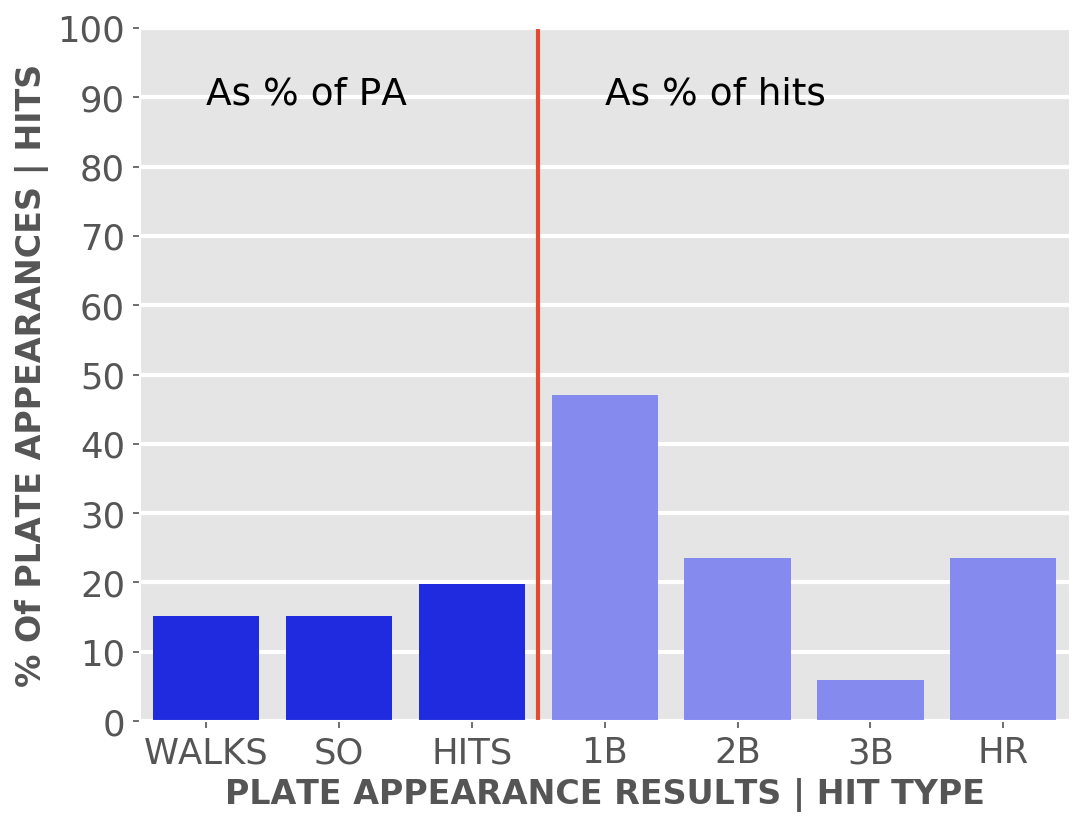 % Of PLATE APPEARANCES | HITS
100
90
80
70
60
50
40
30
20
10
0
As % of PA
As % of hits
WALKS SO HITS 1B 2B 3B HR
PLATE APPEARANCE RESULTS | HIT TYPE